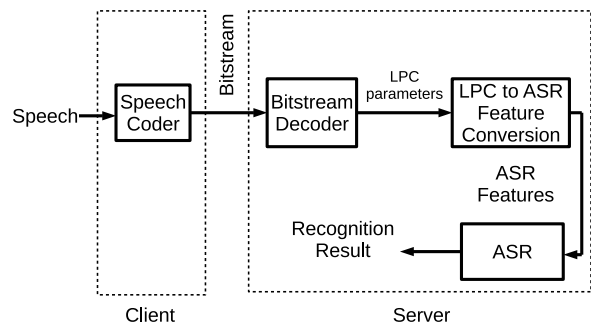 Speech
Speech
Coder
Bitstream
Bitstream
Decoder
LPC
parameters
LPC to ASR
Feature
Conversion
ASR
Features
ASR
Recognition
Result
Client
Server